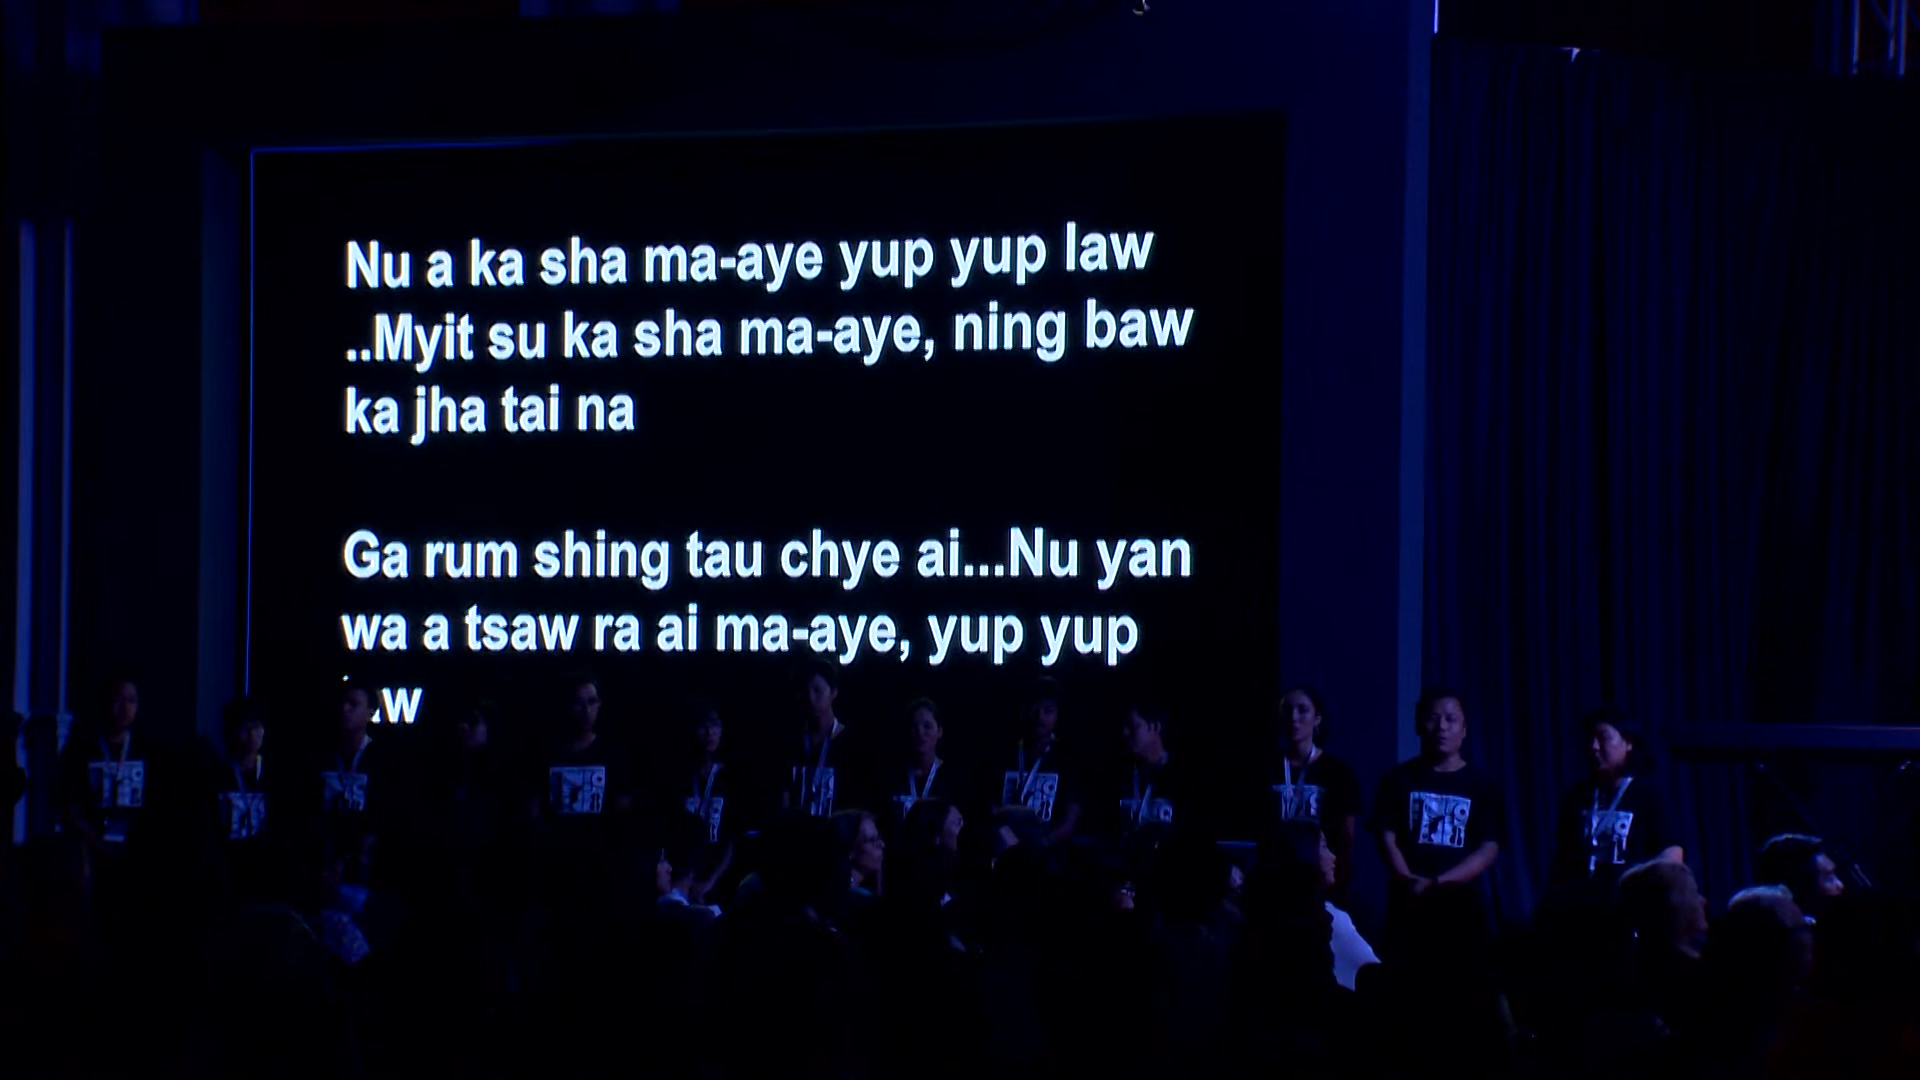 Nu a ka sha ma-aye yup yup law
..Myit su ka sha ma-aye, ning baw
ka jha tai na
Ga rum shing tau chye ai...Nu yan
wa a tsaw ra ai ma-aye, yup yup